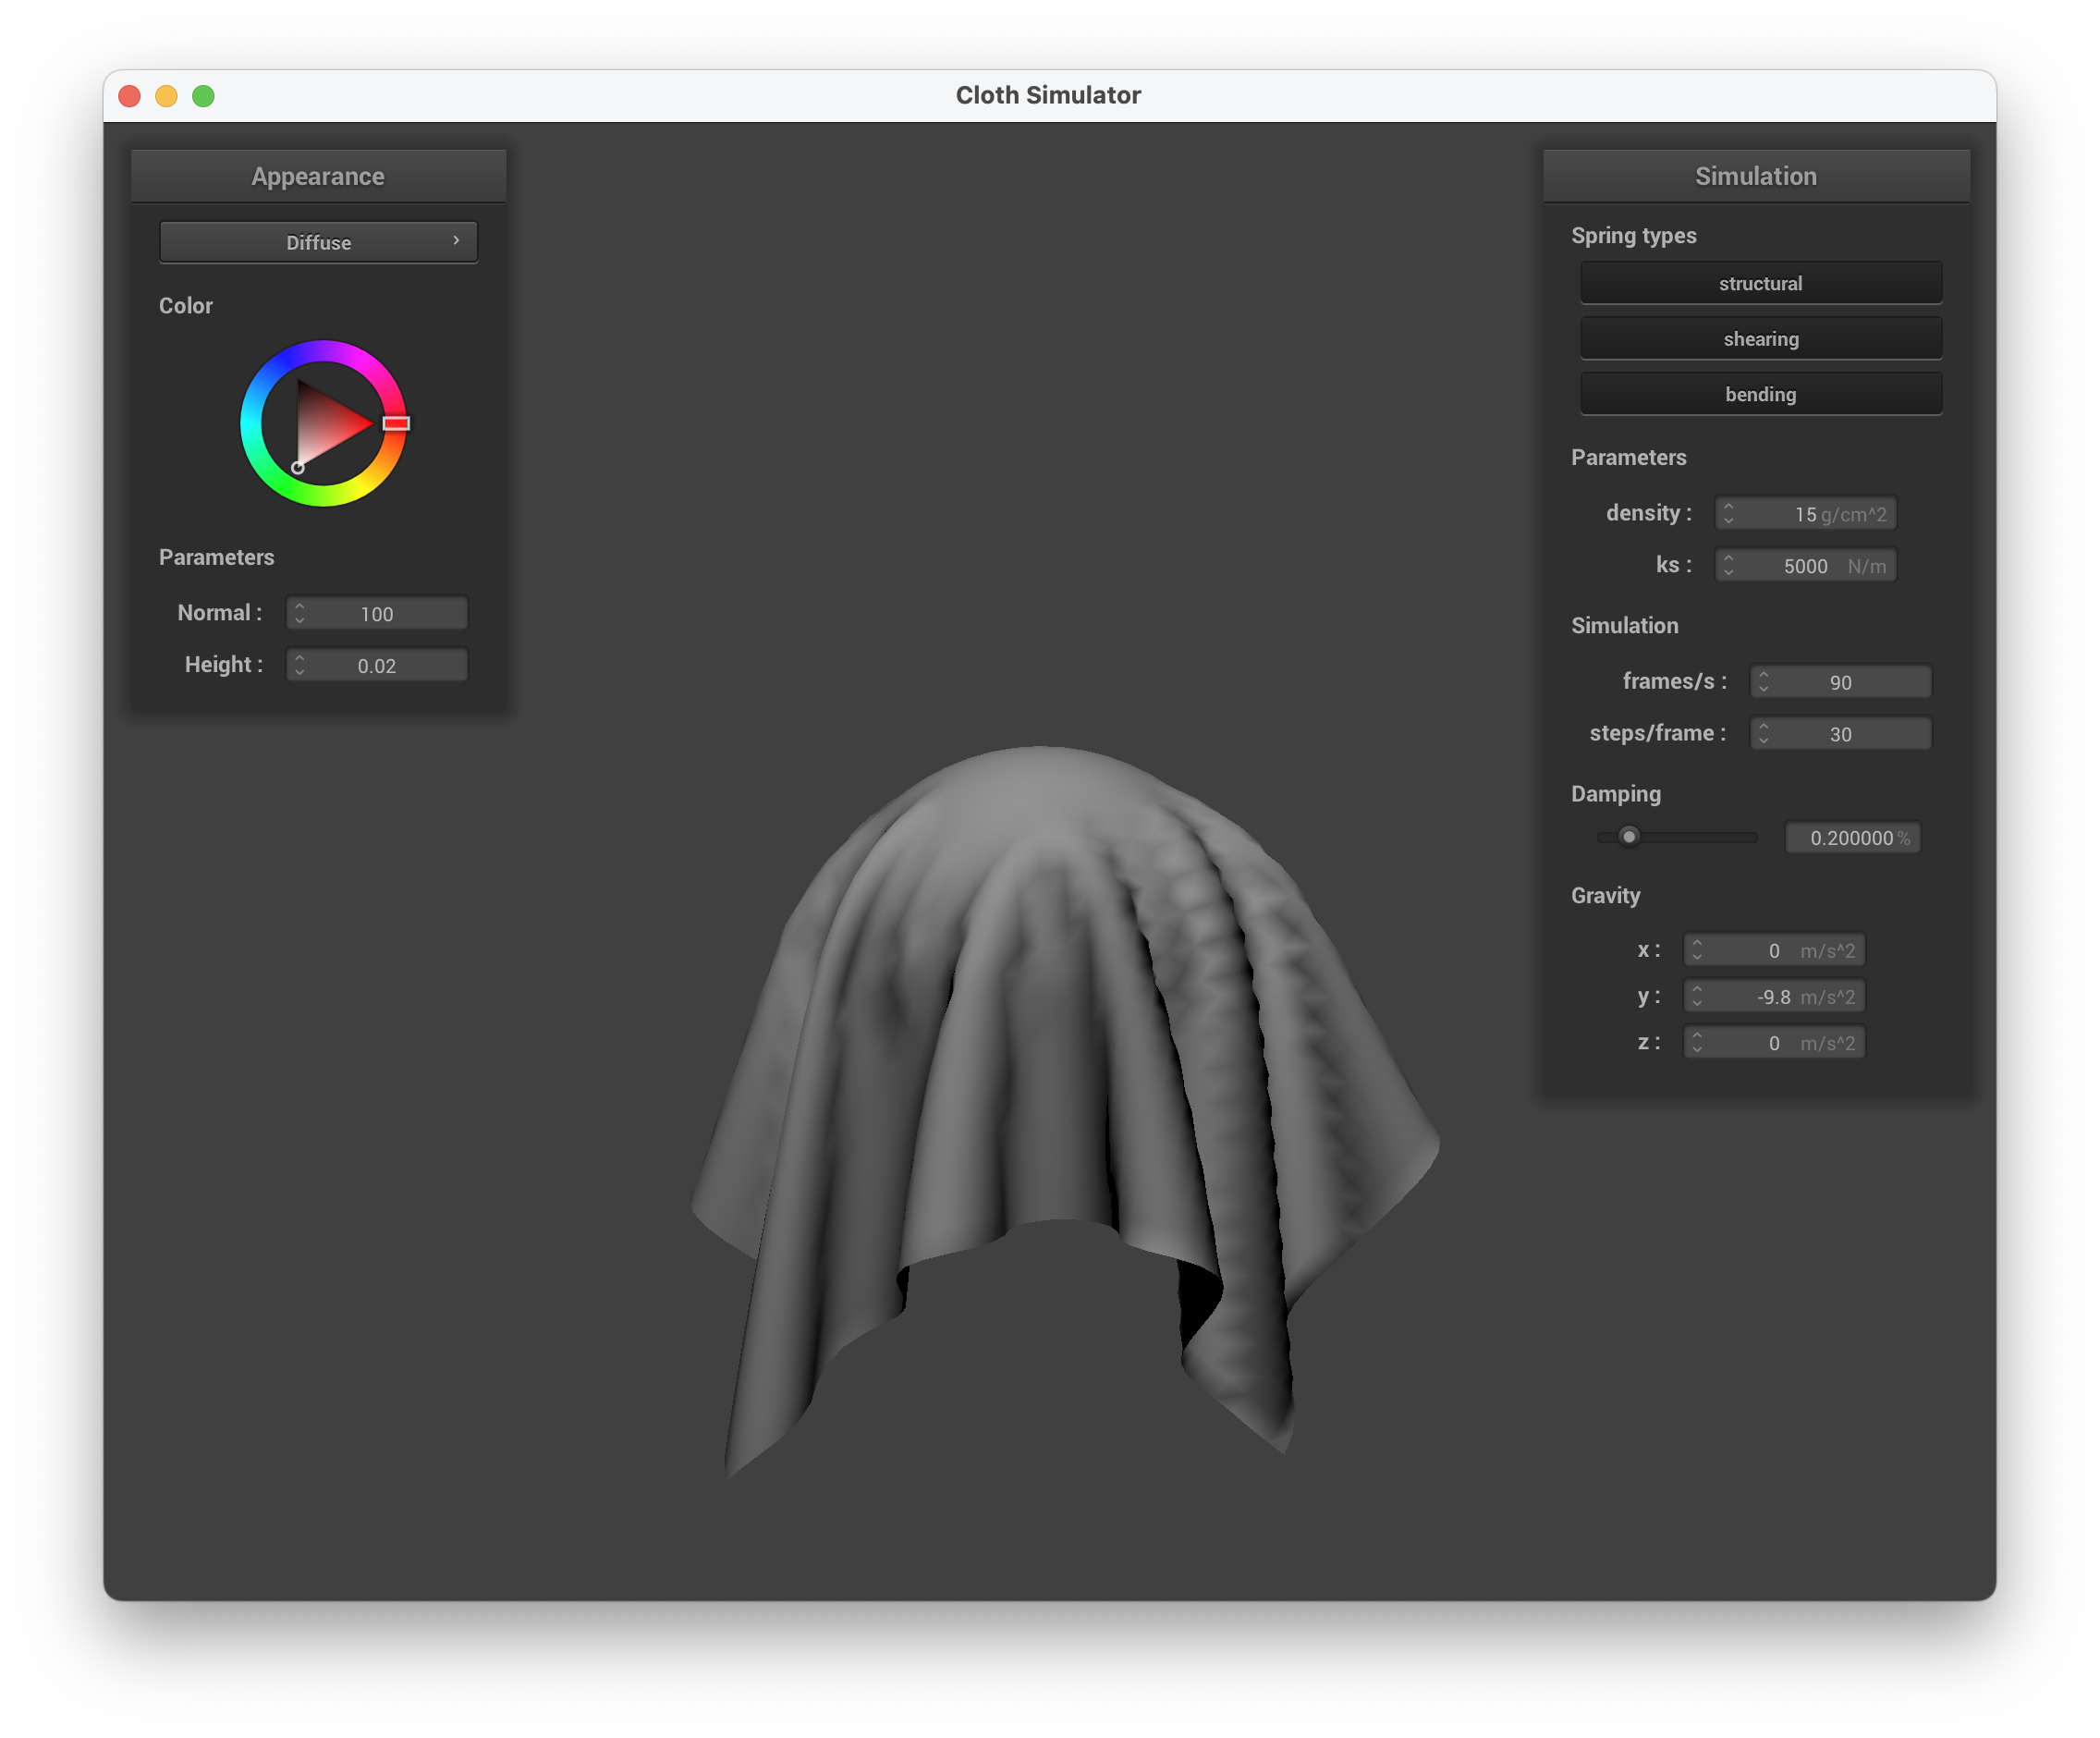 Cloth Simulator
Appearance
Diffuse
Color
Parameters
Normal : 100
Height : 0.02
Simulation
Spring types
structural
shearing
bending
Parameters
density : 15 g/cm^2
ks : 5000 N/m
Simulation
frames/s : 90
steps/frame : 30
Damping
0.200000 %
Gravity
x : 0 m/s^2
y : -9.8 m/s^2
z : 0 m/s^2